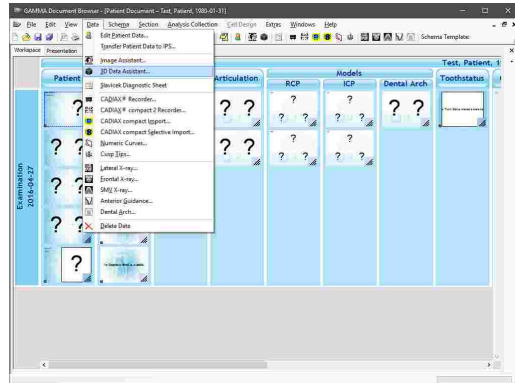 GAMMA Document Browser - [Patient Document - Test, Patient, 1980-01-31]
File Edit View Data Schema Section Analysis Collection Cell Design Extras Windows Help
Schema Template:
Workspace Presentation
Edit Patient Data...
Transfer Patient Data to IPS...
Image Assistant...
3D Data Assistant...
Slavicek Diagnostic Sheet
CADIAX® Recorder...
CADIAX® compact 2 Recorder...
CADIAX compact Import...
CADIAX compact Selective Import...
Numeric Curves...
Cusp Tips...
Lateral X-ray...
Frontal X-ray...
SMV X-ray...
Anterior Guidance...
Dental Arch...
Delete Data
Test, Patient, 1
Patient
Articulation
Models
RCP
ICP
Dental Arch
Toothstatus
Examination
2016-04-27
? ? ? ? ? ? ? ? ? ?
? ? ? ? ? ? ? ?
? ?
?